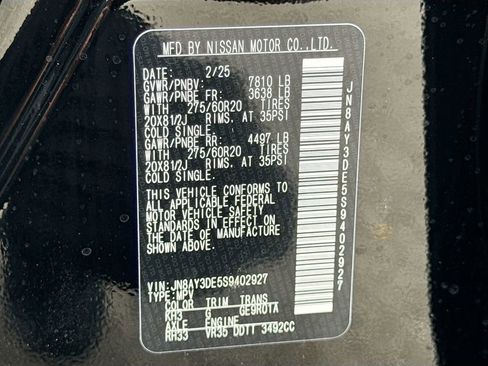 MFD BY NISSAN MOTOR CO.,LTD.
DATE: 2/25
GVWR/PNBV: 7810 LB
GAWR/PNBE FR: 3638 LB
WITH 275/60R20 TIRES
20X81/2J RIMS. AT 35PSI
COLD SINGLE.
GAWR/PNBE RR: 4497 LB
WITH 275/60R20 TIRES
20X81/2J RIMS. AT 35PSI
COLD SINGLE.
THIS VEHICLE CONFORMS TO
ALL APPLICABLE FEDERAL
MOTOR VEHICLE SAFETY
STANDARDS IN EFFECT
ON THE DATE OF MANUFACTURE
SHOWN ABOVE.
VIN: JN8AY3DE5S9402927
TYPE:MPV
COLOR TRIM TRANS
KH3 G GE9R01A
AXLE ENGINE
RH33 VR35 DDTT 3492CC
JN8AY3DE5S9402927